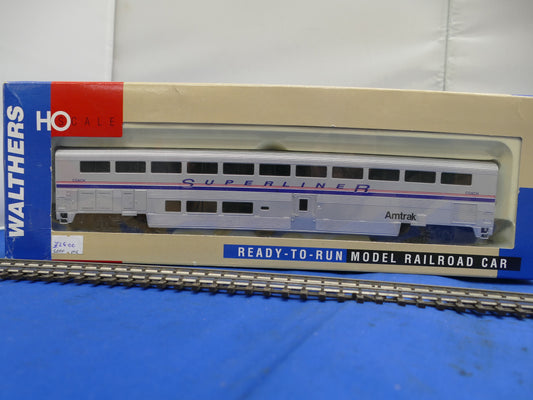 WALTHERS
HO
SCALE
COACH
COACH
SUPERLINER
Amtrak
READY-TO-RUN MODEL RAILROAD CAR